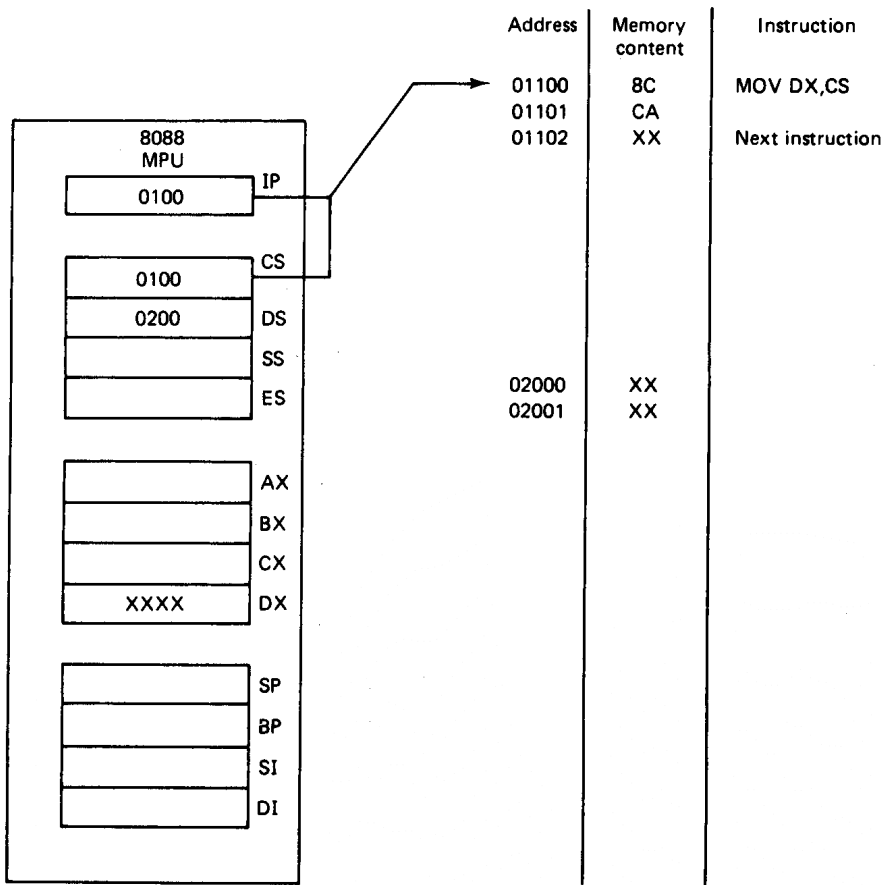 Address Memory content Instruction
01100 8C MOV DX,CS
01101 CA
01102 XX Next instruction
02000 XX
02001 XX
8088
MPU
0100 IP
0100 CS
0200 DS
SS
ES
AX
BX
CX
XXXX DX
SP
BP
SI
DI